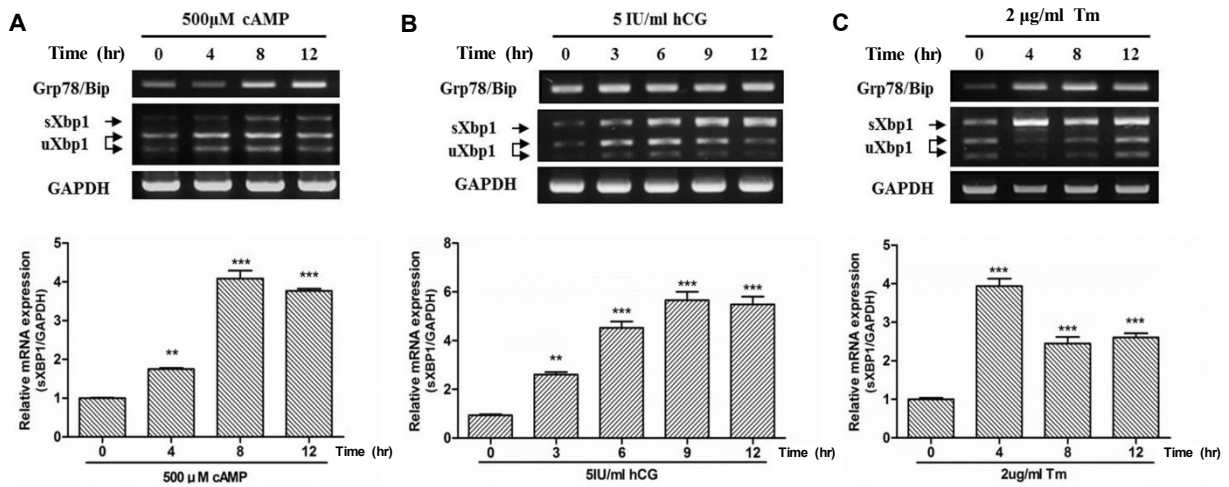 A
500µM cAMP
Time (hr) 0 4 8 12
Grp78/Bip
sXbp1
uXbp1
GAPDH
Relative mRNA expression
(sXBP1/GAPDH)
5
4
3
2
1
0
**
***
***
0 4 8 12 Time (hr)
500 µ M cAMP
B
5 IU/ml hCG
Time (hr) 0 3 6 9 12
Grp78/Bip
sXbp1
uXbp1
GAPDH
Relative mRNA expression
(sXBP1/GAPDH)
8
6
4
2
0
**
***
***
***
0 3 6 9 12 Time (hr)
5IU/ml hCG
C
2 µg/ml Tm
Time (hr) 0 4 8 12
Grp78/Bip
sXbp1
uXbp1
GAPDH
Relative mRNA expression
(sXBP1/GAPDH)
5
4
3
2
1
0
***
***
***
0 4 8 12 Time (hr)
2ug/ml Tm